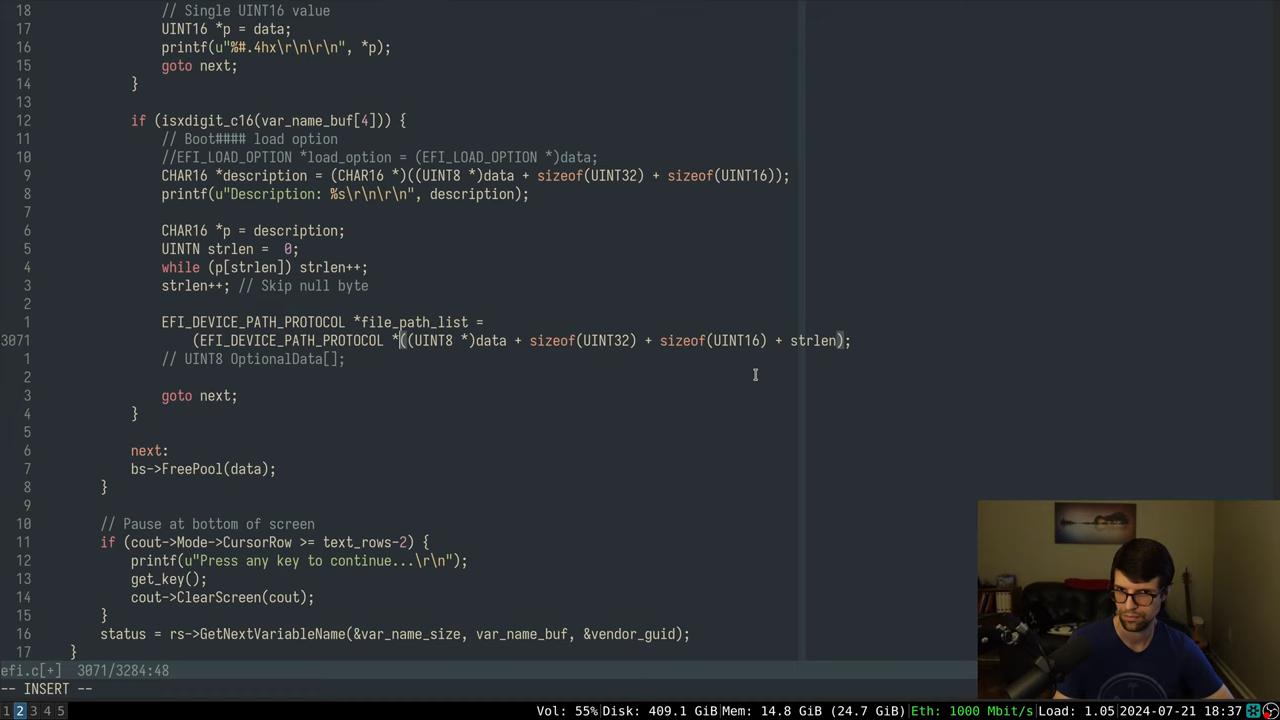 18 // Single UINT16 value
17 UINT16 *p = data;
16 printf(u"%#.4hx\r\n\r\n", *p);
15 goto next;
14 }
13
12 if (isxdigit_c16(var_name_buf[4])) {
11 // Boot#### load option
10 //EFI_LOAD_OPTION *load_option = (EFI_LOAD_OPTION *)data;
9 CHAR16 *description = (CHAR16 *)((UINT8 *)data + sizeof(UINT32) + sizeof(UINT16));
8 printf(u"Description: %s\r\n\r\n", description);
7
6 CHAR16 *p = description;
5 UINTN strlen =  0;
4 while (p[strlen]) strlen++;
3 strlen++; // Skip null byte
2
1 EFI_DEVICE_PATH_PROTOCOL *file_path_list =
3071 (EFI_DEVICE_PATH_PROTOCOL *((UINT8 *)data + sizeof(UINT32) + sizeof(UINT16) + strlen);
1 // UINT8 OptionalData[];
2
3 goto next;
4 }
5
6 next:
7 bs->FreePool(data);
8 }
9
10 // Pause at bottom of screen
11 if (cout->Mode->CursorRow >= text_rows-2) {
12 printf(u"Press any key to continue...\r\n");
13 get_key();
14 cout->ClearScreen(cout);
15 }
16 status = rs->GetNextVariableName(&var_name_size, var_name_buf, &vendor_guid);
17 }
efi.c[+] 3071/3284:48
-- INSERT --
1 2 3 4 5 Vol: 55% Disk: 409.1 GiB Mem: 14.8 GiB (24.7 GiB) Eth: 1000 Mbit/s Load: 1.05 2024-07-21 18:37